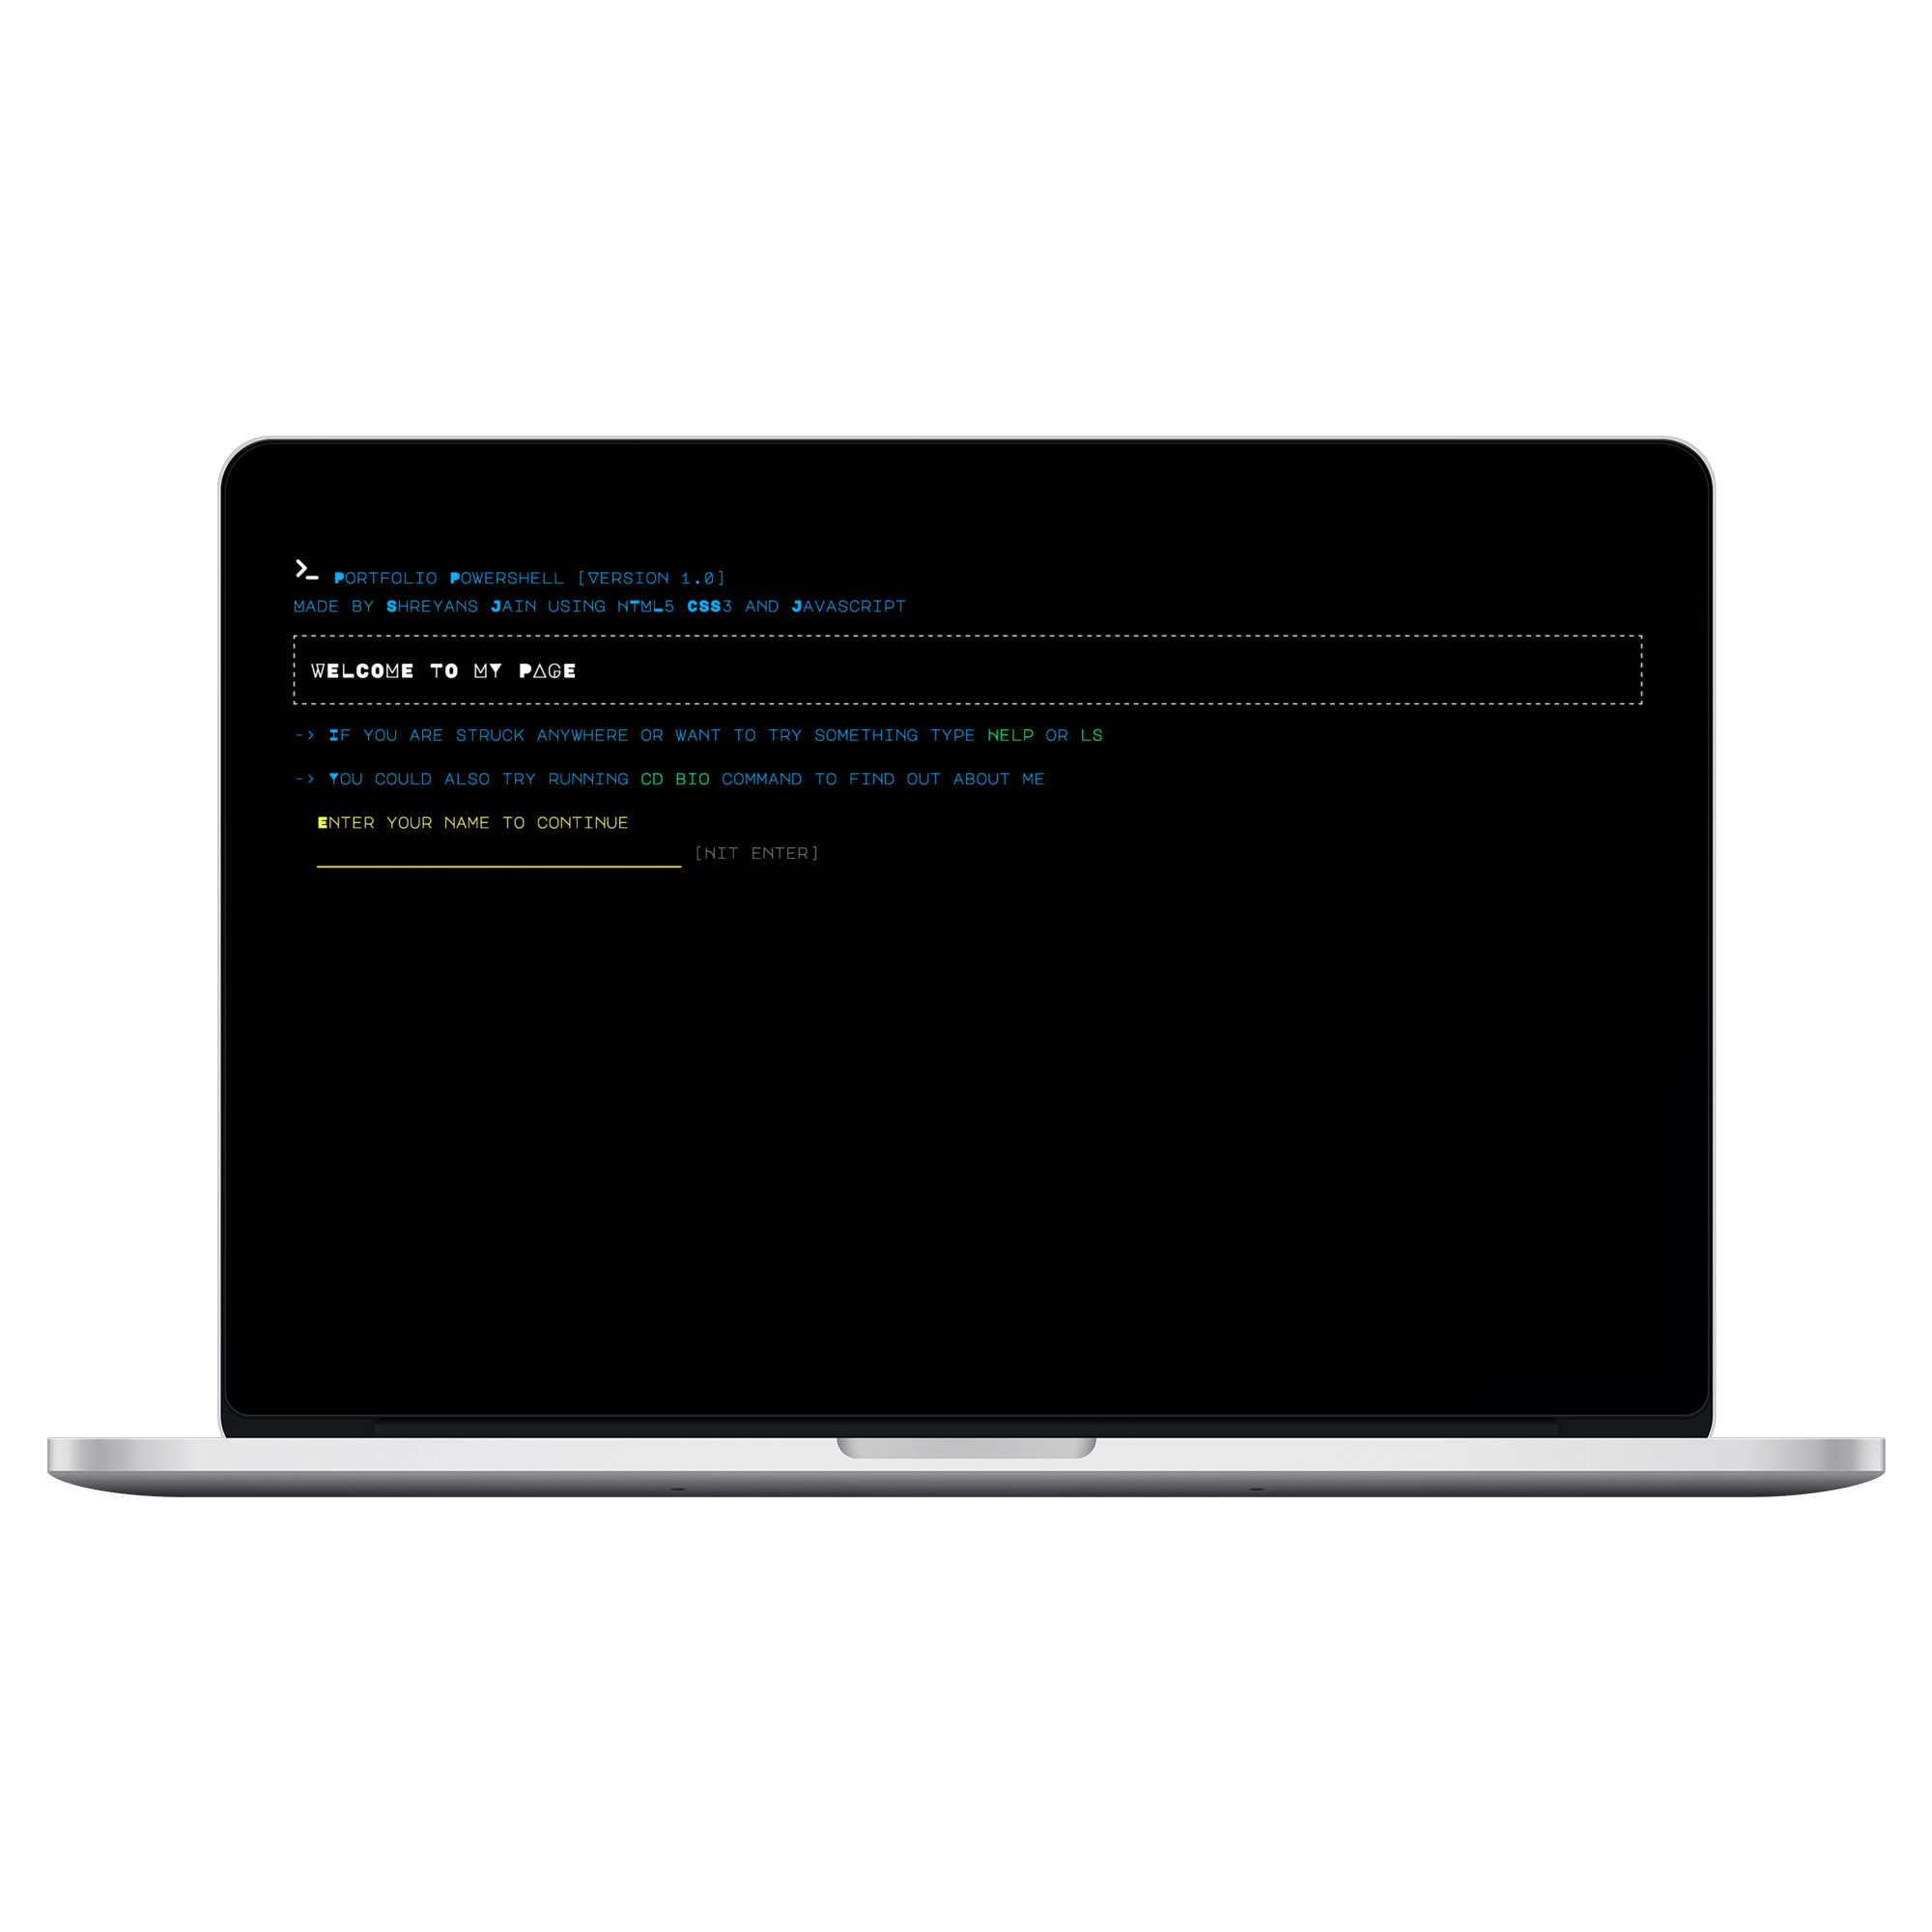 >_ Portfolio Powershell [Version 1.0]
made by Shreyans Jain using HTML5 CSS3 and Javascript
WELCOME TO MY PAGE
-> If you are struck anywhere or want to try something type help or ls
-> You could also try running cd bio command to find out about me
Enter your name to continue
[hit enter]